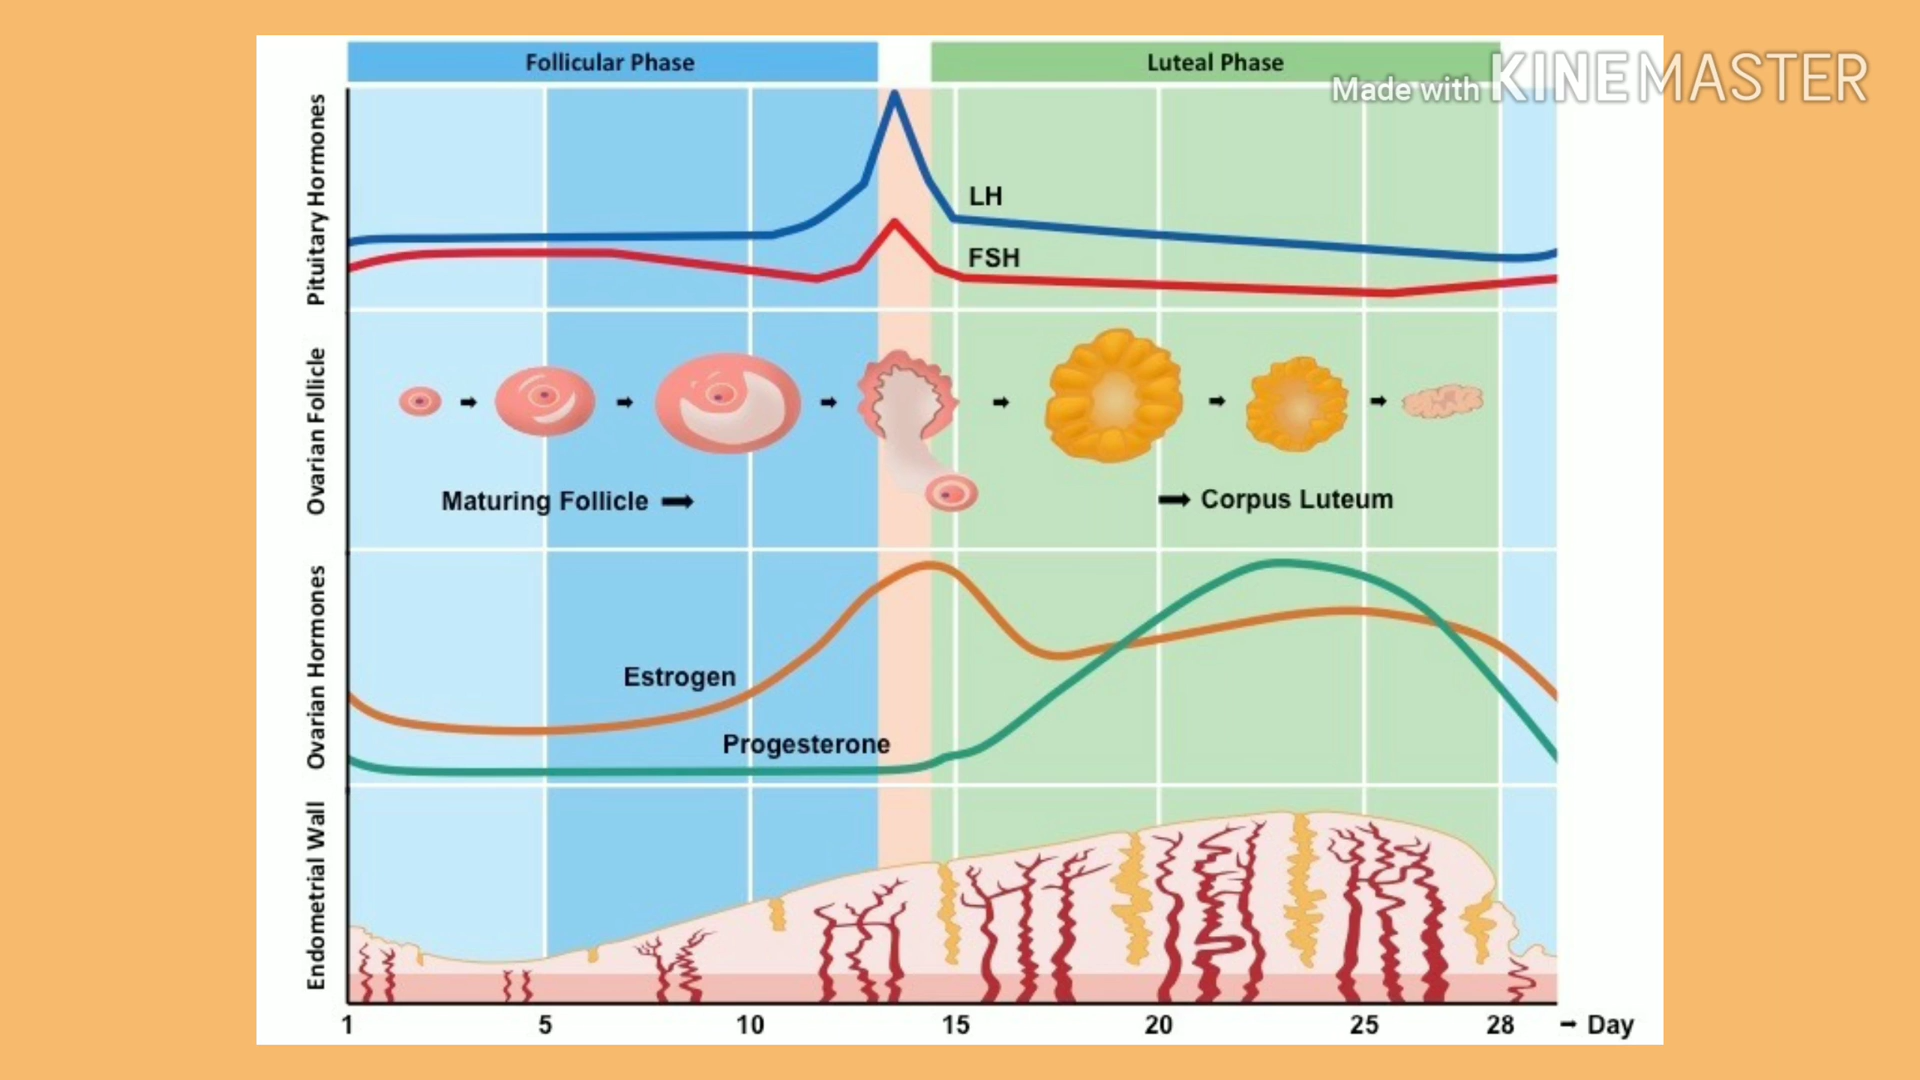 Follicular Phase
Luteal Phase
Made with KINEMASTER
Pituitary Hormones
LH
FSH
Ovarian Follicle
Maturing Follicle ➡
➡ Corpus Luteum
Ovarian Hormones
Estrogen
Progesterone
Endometrial Wall
1 5 10 15 20 25 28 → Day